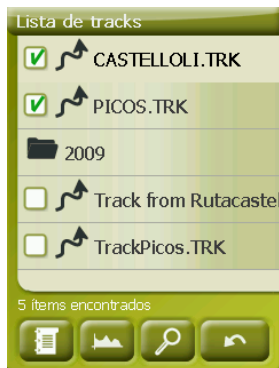 Lista de tracks
CASTELLOLI.TRK
PICOS.TRK
2009
Track from Rutacastel
TrackPicos.TRK
5 ítems encontrados